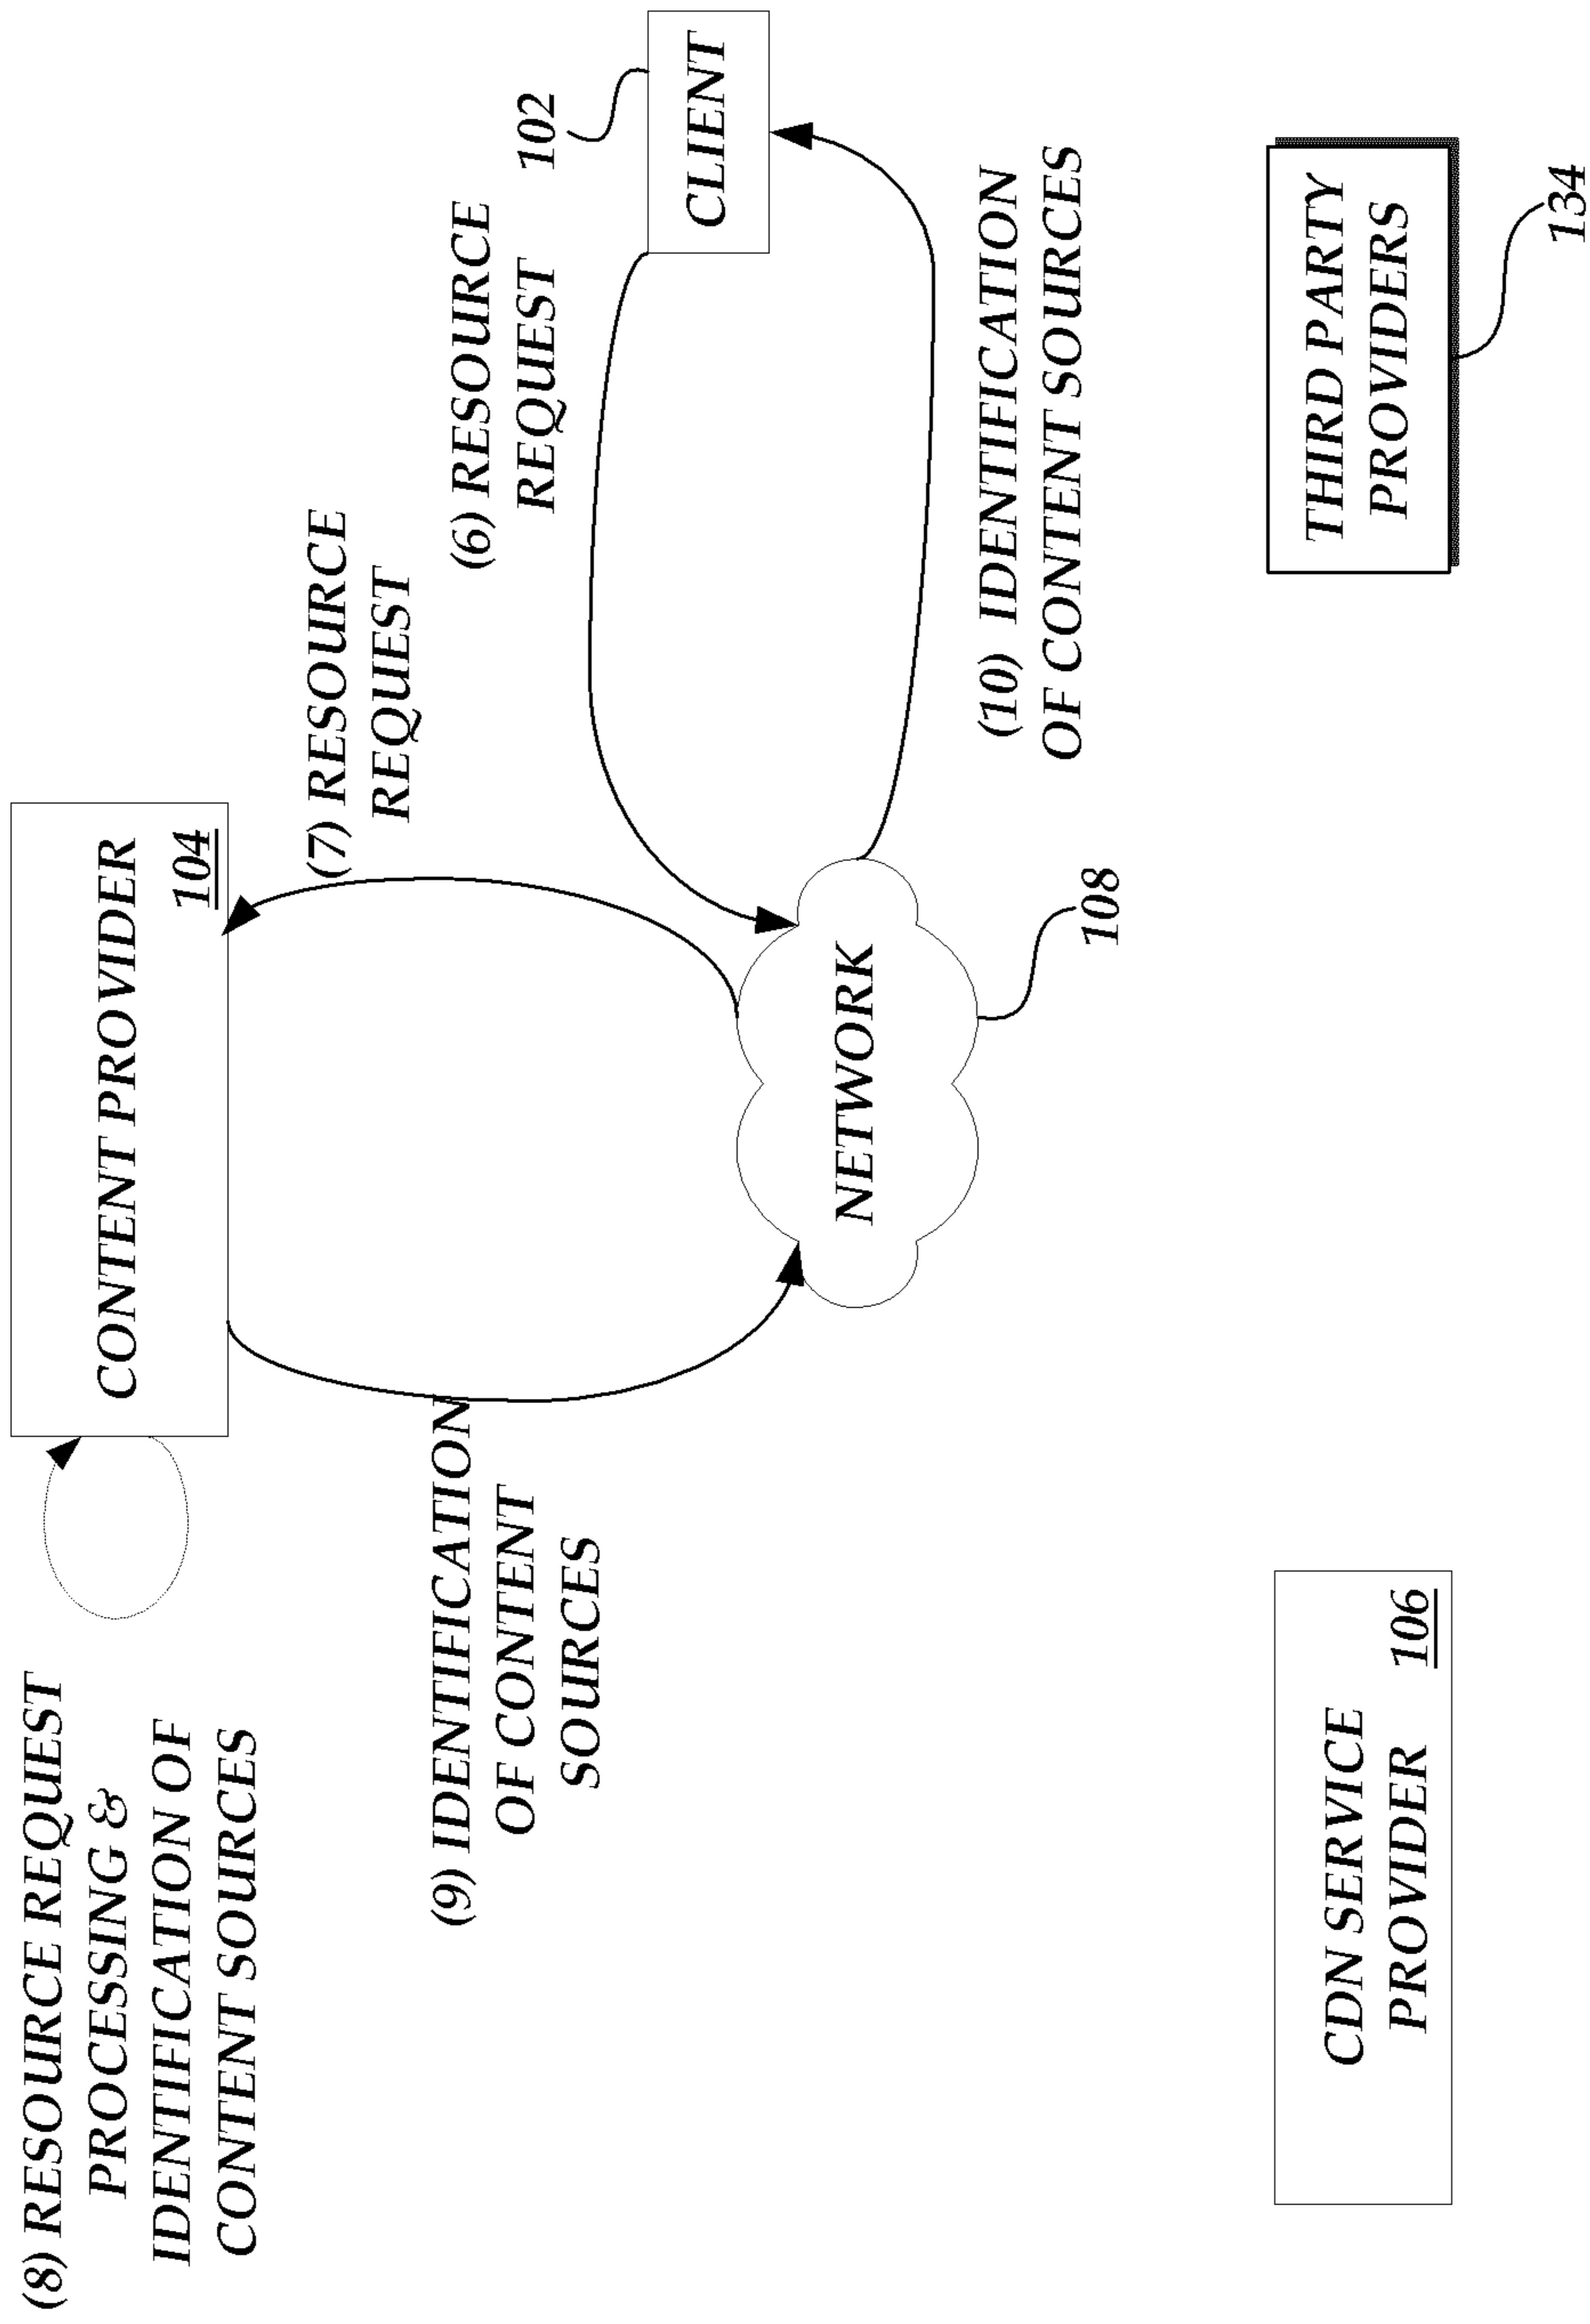 (8) RESOURCE REQUEST
PROCESSING &
IDENTIFICATION OF
CONTENT SOURCES
CONTENT PROVIDER
104
(7) RESOURCE
REQUEST
(9) IDENTIFICATION
OF CONTENT
SOURCES
(6) RESOURCE
REQUEST
102
CLIENT
NETWORK
108
(10) IDENTIFICATION
OF CONTENT SOURCES
CDN SERVICE
PROVIDER
106
THIRD PARTY
PROVIDERS
134